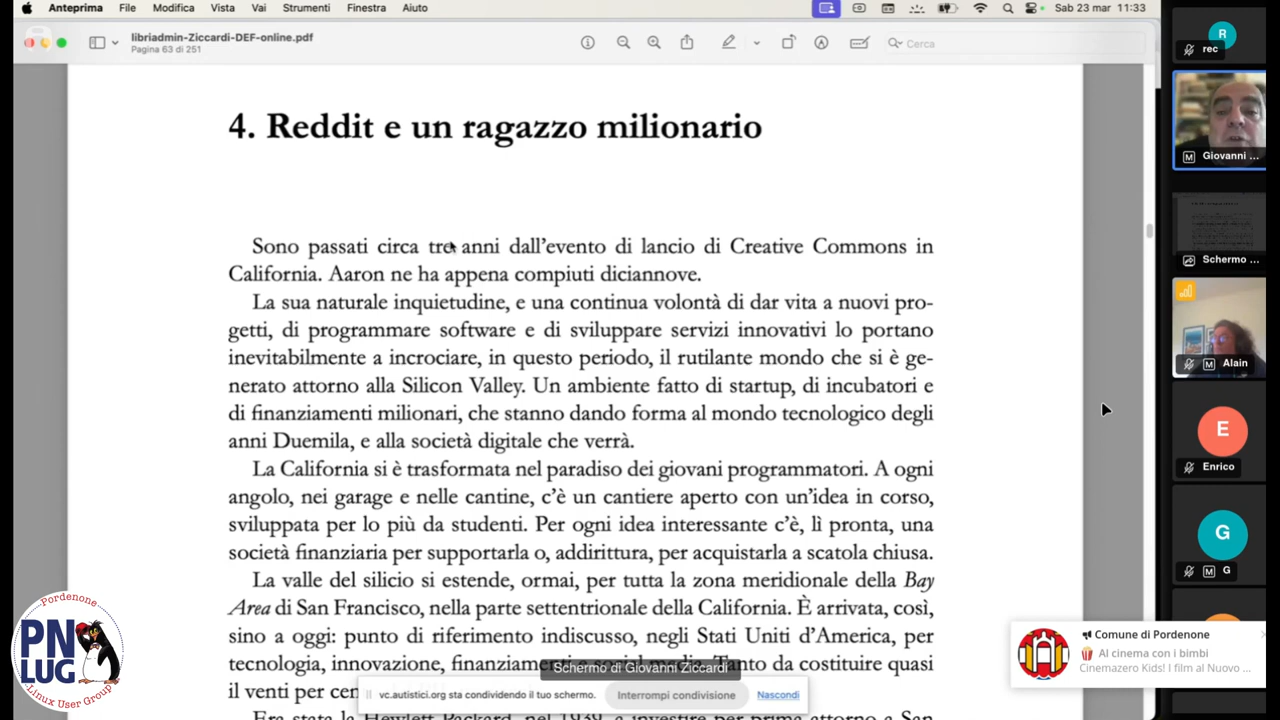 Anteprima File Modifica Vista Vai Strumenti Finestra Aiuto Sab 23 mar 11:33
libriadmin-Ziccardi-DEF-online.pdf
Pagina 63 di 251
Cerca
4. Reddit e un ragazzo milionario
Sono passati circa tre anni dall’evento di lancio di Creative Commons in
California. Aaron ne ha appena compiuti diciannove.
La sua naturale inquietudine, e una continua volontà di dar vita a nuovi pro-
getti, di programmare software e di sviluppare servizi innovativi lo portano
inevitabilmente a incrociare, in questo periodo, il rutilante mondo che si è ge-
nerato attorno alla Silicon Valley. Un ambiente fatto di startup, di incubatori e
di finanziamenti milionari, che stanno dando forma al mondo tecnologico degli
anni Duemila, e alla società digitale che verrà.
La California si è trasformata nel paradiso dei giovani programmatori. A ogni
angolo, nei garage e nelle cantine, c’è un cantiere aperto con un’idea in corso,
sviluppata per lo più da studenti. Per ogni idea interessante c’è, lì pronta, una
società finanziaria per supportarla o, addirittura, per acquistarla a scatola chiusa.
La valle del silicio si estende, ormai, per tutta la zona meridionale della Bay
Area di San Francisco, nella parte settentrionale della California. È arrivata, così,
sino a oggi: punto di riferimento indiscusso, negli Stati Uniti d’America, per
tecnologia, innovazione, Tanto da costituire quasi
il venti per
Schermo di Giovanni Ziccardi
vc.autistici.org sta condividendo il tuo schermo. Interrompi condivisione Nascondi
R
rec
Giovanni ...
Schermo ...
Alain
E
Enrico
G
G
Comune di Pordenone
Al cinema con i bimbi
Cinemazero Kids! I film al Nuovo ...
Pordenone
PN
LUG
Linux User Group